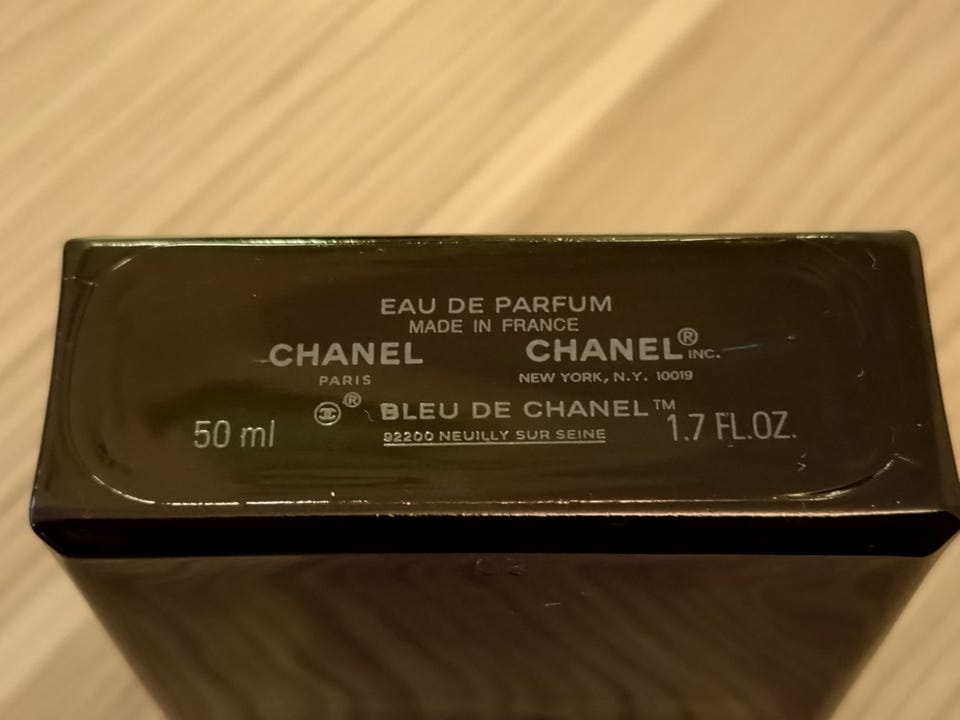 EAU DE PARFUM
MADE IN FRANCE
CHANEL CHANEL® INC.
PARIS NEW YORK, N.Y. 10019
® BLEU DE CHANEL™
50 ml 92200 NEUILLY SUR SEINE 1.7 FL.OZ.